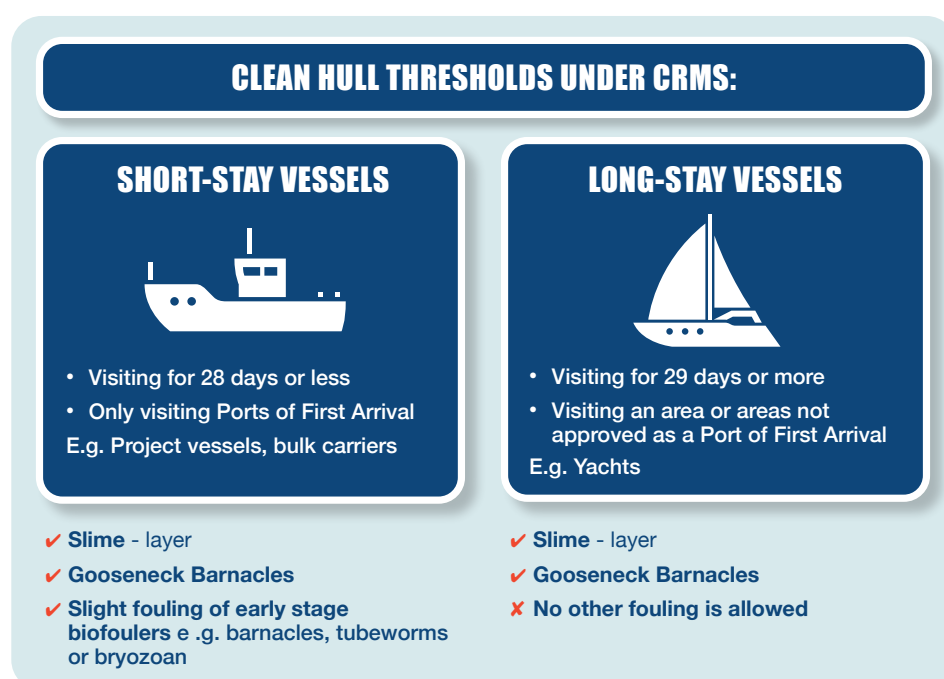 CLEAN HULL THRESHOLDS UNDER CRMS:
SHORT-STAY VESSELS
• Visiting for 28 days or less
• Only visiting Ports of First Arrival
E.g. Project vessels, bulk carriers
✔ Slime - layer
✔ Gooseneck Barnacles
✔ Slight fouling of early stage
biofoulers e .g. barnacles, tubeworms
or bryozoan
LONG-STAY VESSELS
• Visiting for 29 days or more
• Visiting an area or areas not
approved as a Port of First Arrival
E.g. Yachts
✔ Slime - layer
✔ Gooseneck Barnacles
✘ No other fouling is allowed